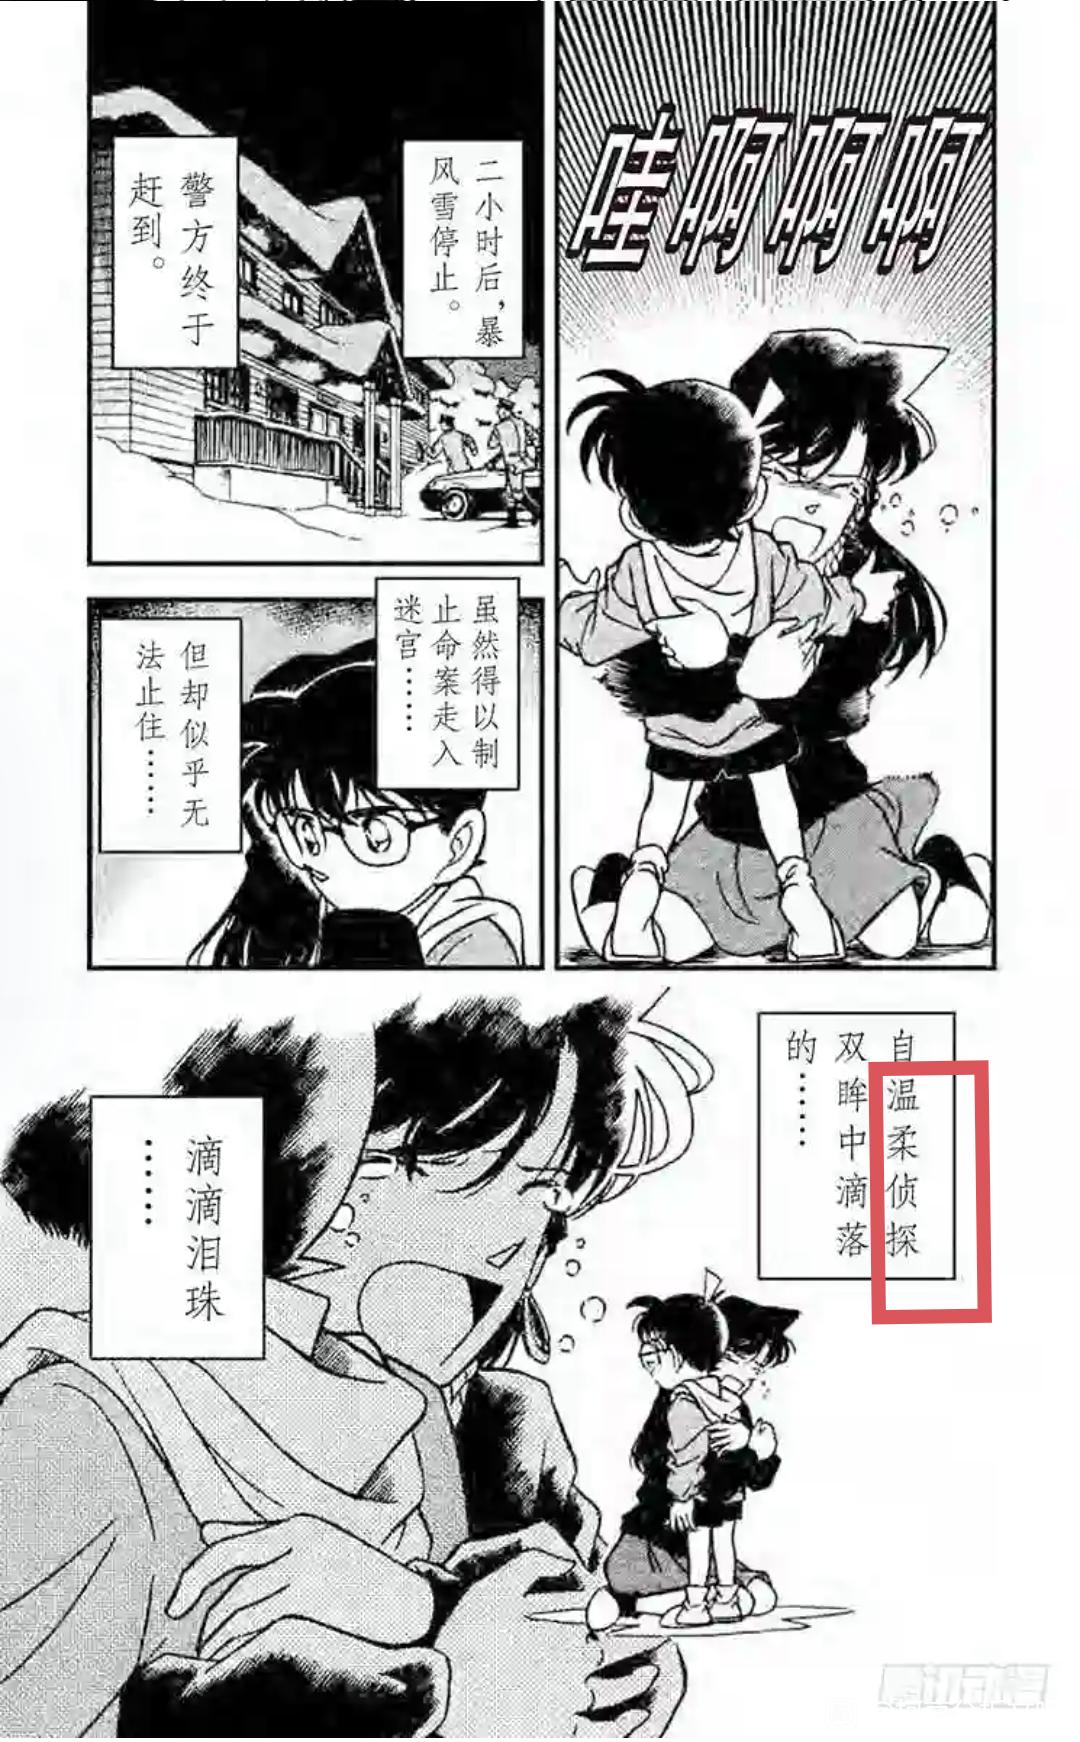 哇啊啊啊
二小时后，暴
风雪停止。
警方终于
赶到。
虽然得以制
止命案走入
迷宫……
但却似乎无
法止住……
自温柔侦探
双眸中滴落
的……
滴滴泪珠
……